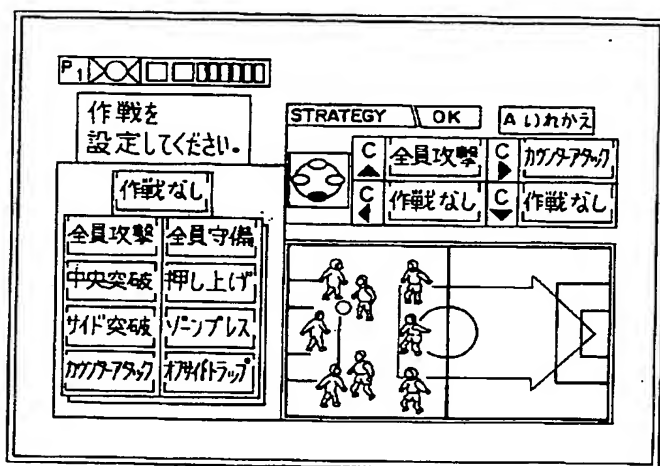 P1
作戦を
設定してください。
作戦なし
全員攻撃 全員守備
中央突破 押し上げ
サイド突破 ゾーンプレス
カウンターアタック オフサイドトラップ
STRATEGY OK A いれかえ
C 全員攻撃 C カウンターアタック
C 作戦なし C 作戦なし